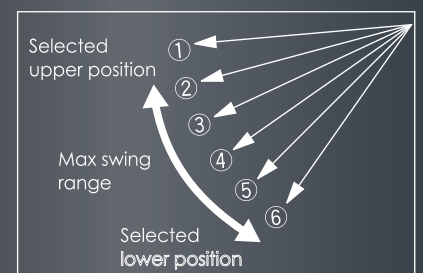 Selected
upper position
①
②
③
④
⑤
⑥
Max swing
range
Selected
lower position